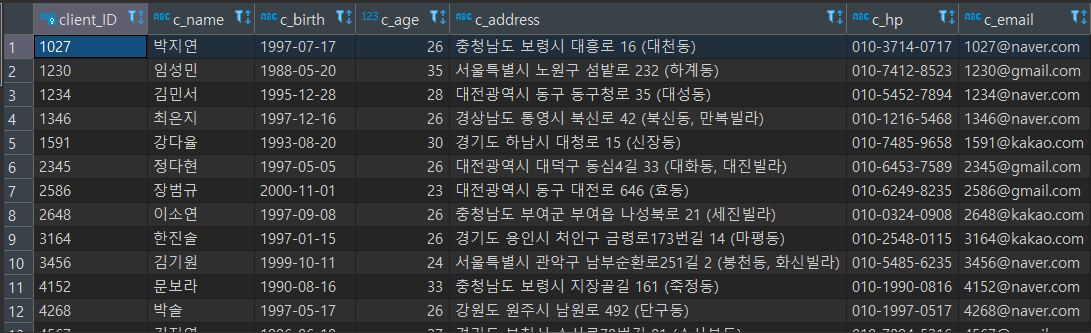 ABC client_ID ABC c_name ABC c_birth 123 c_age ABC c_address ABC c_hp ABC c_email
1 1027 박지연 1997-07-17 26 충청남도 보령시 대흥로 16 (대천동) 010-3714-0717 1027@naver.com
2 1230 임성민 1988-05-20 35 서울특별시 노원구 섬밭로 232 (하계동) 010-7412-8523 1230@gmail.com
3 1234 김민서 1995-12-28 28 대전광역시 동구 동구청로 35 (대성동) 010-5452-7894 1234@naver.com
4 1346 최은지 1997-12-16 26 경상남도 통영시 북신로 42 (북신동, 만복빌라) 010-1216-5468 1346@naver.com
5 1591 강다율 1993-08-20 30 경기도 하남시 대청로 15 (신장동) 010-7485-9658 1591@kakao.com
6 2345 정다현 1997-05-05 26 대전광역시 대덕구 동심4길 33 (대화동, 대진빌라) 010-6453-7589 2345@gmail.com
7 2586 장범규 2000-11-01 23 대전광역시 동구 대전로 646 (효동) 010-6249-8235 2586@gmail.com
8 2648 이소연 1997-09-08 26 충청남도 부여군 부여읍 나성북로 21 (세진빌라) 010-0324-0908 2648@kakao.com
9 3164 한진솔 1997-01-15 26 경기도 용인시 처인구 금령로173번길 14 (마평동) 010-2548-0115 3164@kakao.com
10 3456 김기원 1999-10-11 24 서울특별시 관악구 남부순환로251길 2 (봉천동, 화신빌라) 010-5485-6235 3456@naver.com
11 4152 문보라 1990-08-16 33 충청남도 보령시 지장골길 161 (죽정동) 010-1990-0816 4152@naver.com
12 4268 박솔 1997-05-17 26 강원도 원주시 남원로 492 (단구동) 010-1997-0517 4268@naver.com